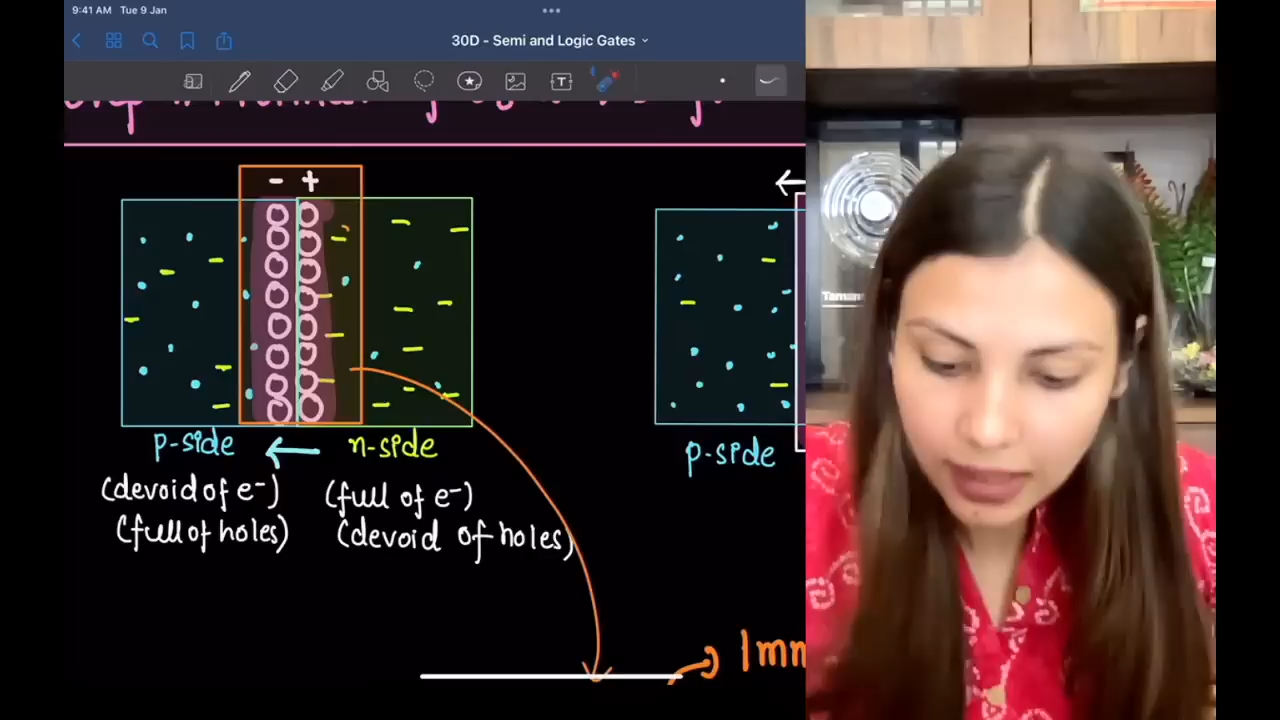 9:41 AM Tue 9 Jan
30D - Semi and Logic Gates
- +
p-side n-side
(devoid of e-) (full of e-)
(full of holes) (devoid of holes)
p-side